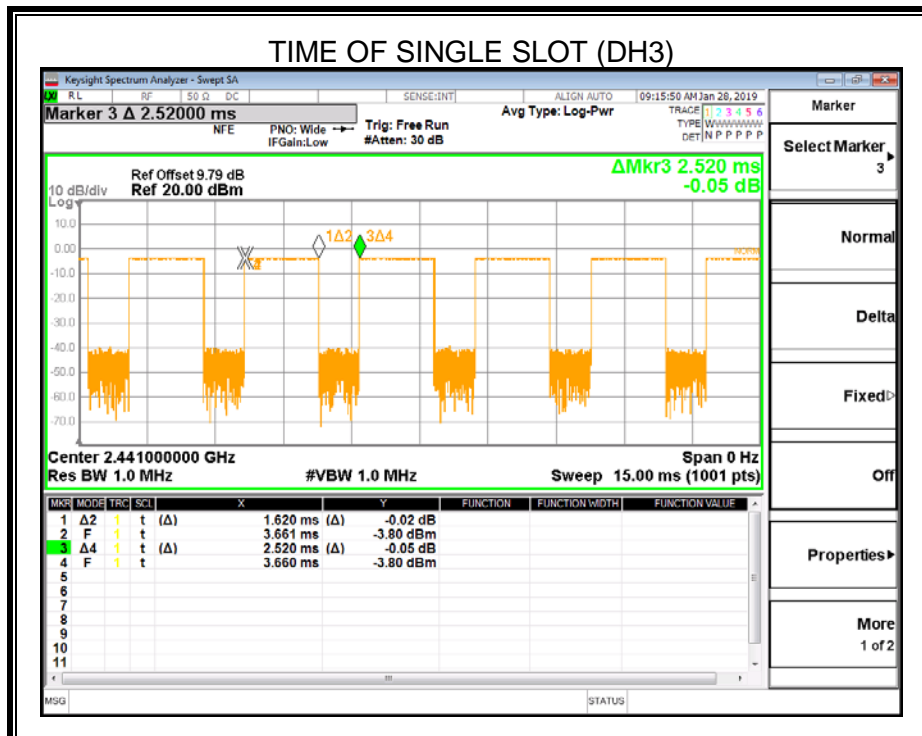 TIME OF SINGLE SLOT (DH3)
Keysight Spectrum Analyzer - Swept SA
RL RF 50 Ω DC SENSE:INT ALIGN AUTO 09:15:50 AM Jan 28, 2019
Marker 3 Δ 2.52000 ms
NFE
PNO: Wide
IFGain:Low
Trig: Free Run
#Atten: 30 dB
Avg Type: Log-Pwr
TRACE 1 2 3 4 5 6
TYPE W
DET N P P P P P
ΔMkr3 2.520 ms
-0.05 dB
Ref Offset 9.79 dB
10 dB/div Ref 20.00 dBm
Log
10.0
0.00
-10.0
-20.0
-30.0
-40.0
-50.0
-60.0
-70.0
1Δ2 3Δ4
Center 2.441000000 GHz Span 0 Hz
Res BW 1.0 MHz #VBW 1.0 MHz Sweep 15.00 ms (1001 pts)
MKR MODE TRC SCL X Y FUNCTION FUNCTION WIDTH FUNCTION VALUE
1 Δ2 1 t (Δ) 1.620 ms (Δ) -0.02 dB
2 F 1 t 3.661 ms -3.80 dBm
3 Δ4 1 t (Δ) 2.520 ms (Δ) -0.05 dB
4 F 1 t 3.660 ms -3.80 dBm
5
6
7
8
9
10
11
MSG STATUS
Marker
Select Marker
3
Normal
Delta
Fixed
Off
Properties
More
1 of 2